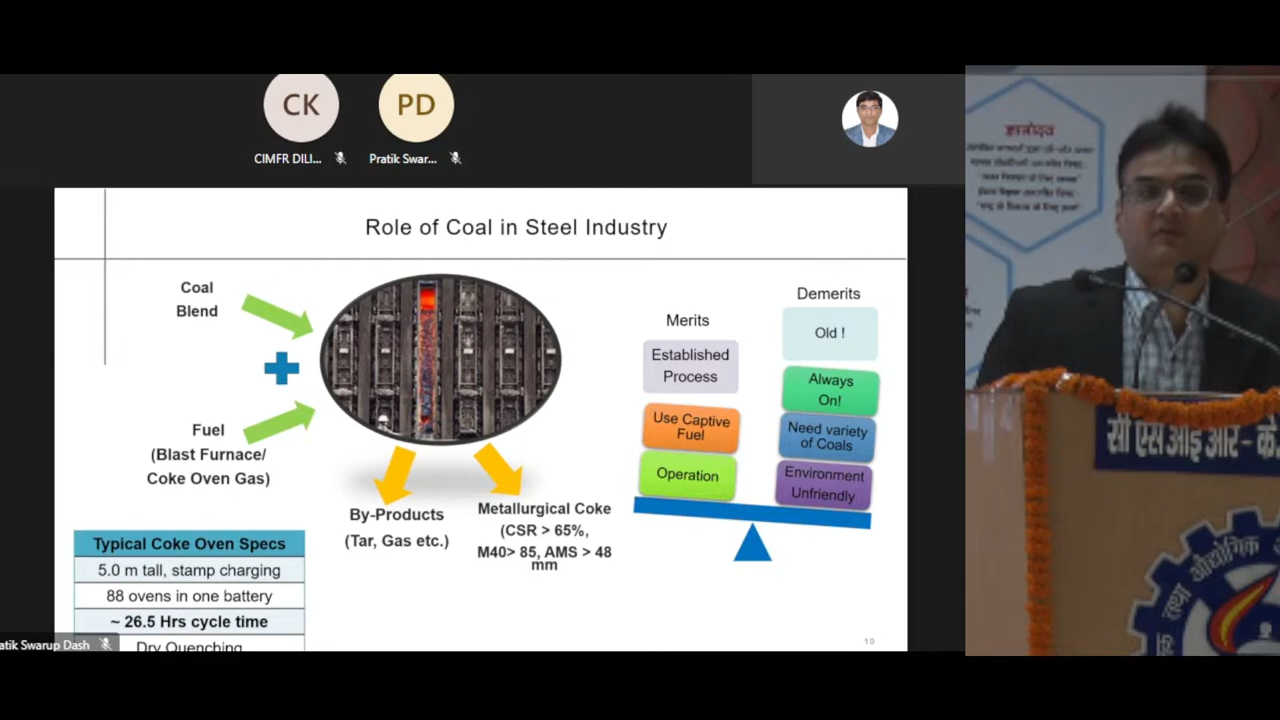 CK
PD
CIMFR DILI...
Pratik Swar...
Role of Coal in Steel Industry
Coal
Blend
Fuel
(Blast Furnace/
Coke Oven Gas)
By-Products
(Tar, Gas etc.)
Metallurgical Coke
(CSR > 65%,
M40> 85, AMS > 48
mm
Merits
Established
Process
Use Captive
Fuel
Operation
Demerits
Old !
Always
On!
Need variety
of Coals
Environment
Unfriendly
Typical Coke Oven Specs
5.0 m tall, stamp charging
88 ovens in one battery
~ 26.5 Hrs cycle time
Dry Quenching
atik Swarup Dash
19
ज्ञानोदय
सी एस आई आर - के
औद्योगिक